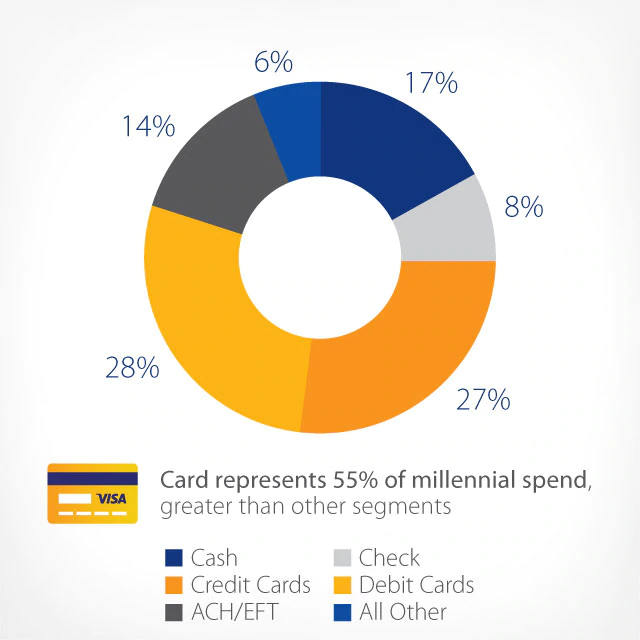 6%
17%
14%
8%
28%
27%
VISA
Card represents 55% of millennial spend,
greater than other segments
Cash
Check
Credit Cards
Debit Cards
ACH/EFT
All Other